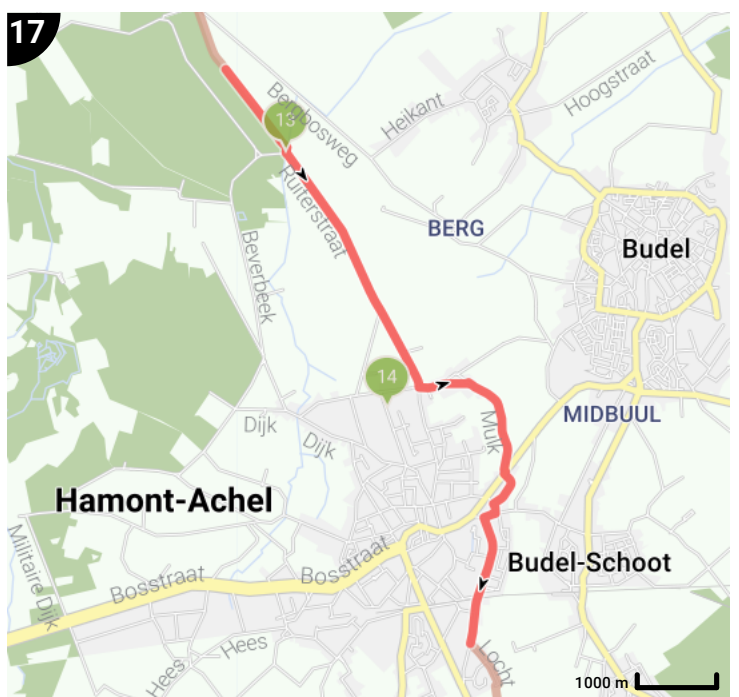 17
Hoogstraat
Bergbosweg
Heikant
13
Ruiterstraat
BERG
Beverbeek
Budel
14
Mulk
MIDBUUL
Dijk
Dijk
Hamont-Achel
Militaire Dijk
Bosstraat
Bosstraat
Budel-Schoot
Hees
Hees
Locht
1000 m